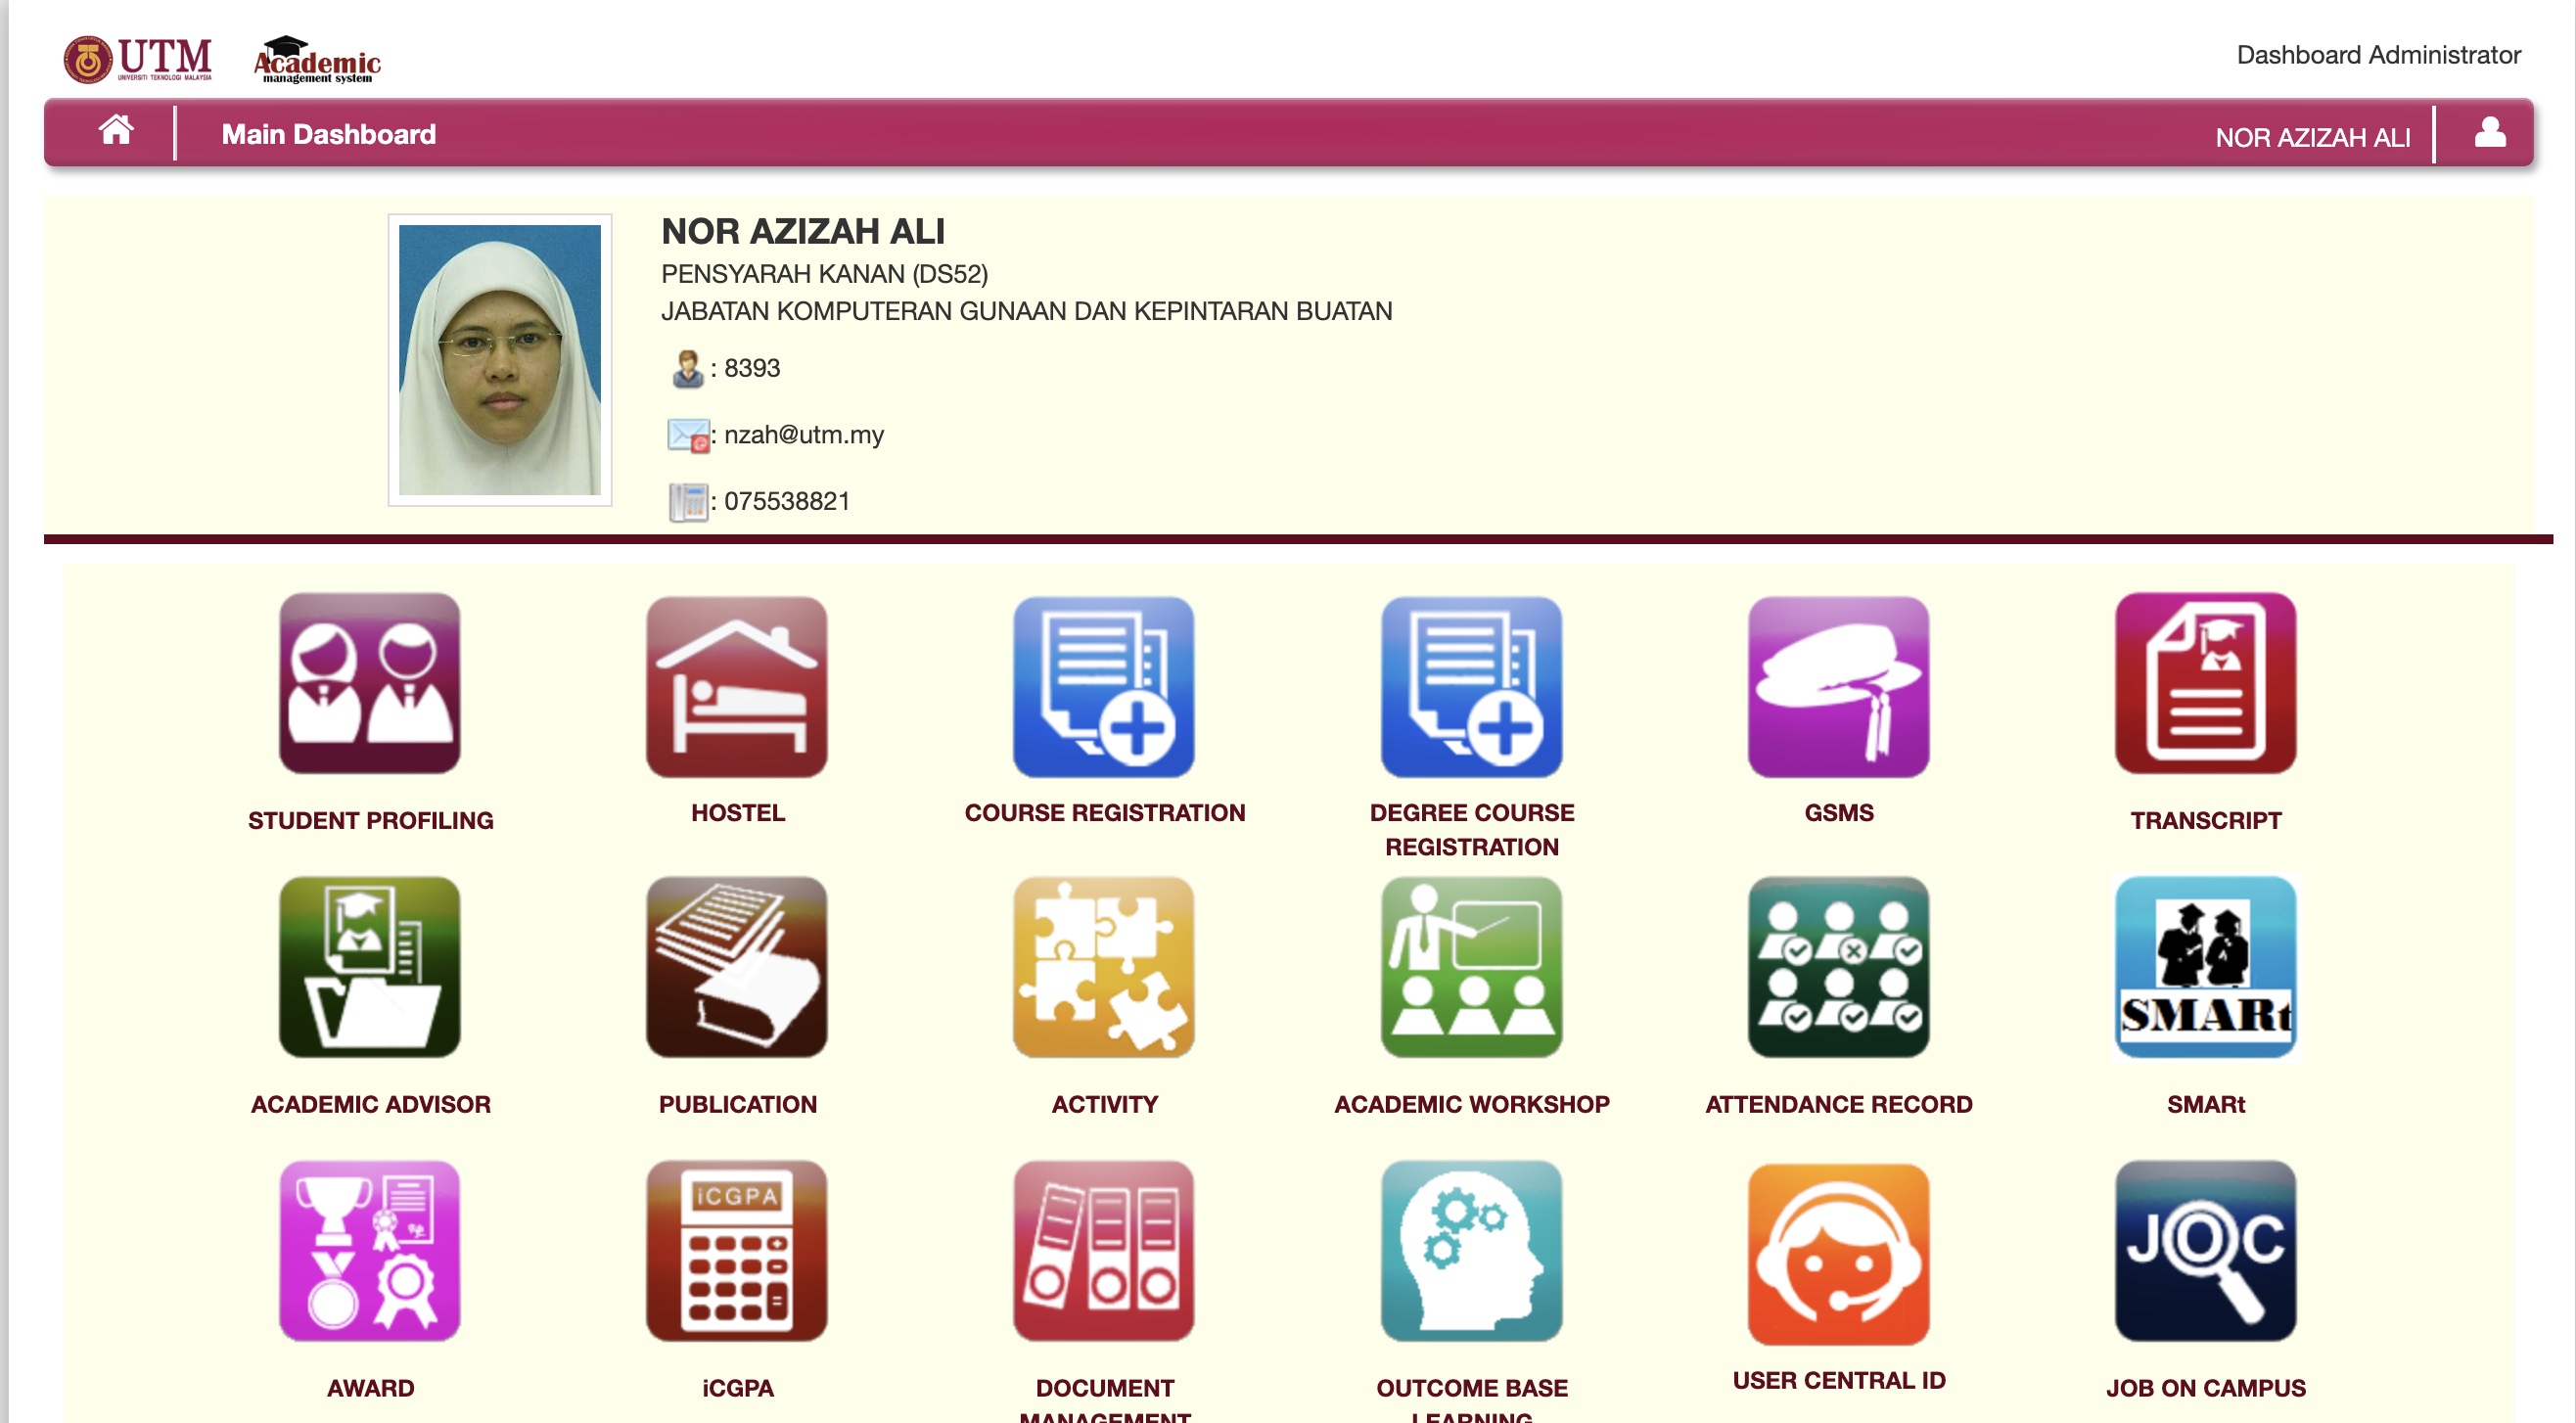 UTM
UNIVERSITI TEKNOLOGI MALAYSIA
Academic
management system
Dashboard Administrator
Main Dashboard
NOR AZIZAH ALI
NOR AZIZAH ALI
PENSYARAH KANAN (DS52)
JABATAN KOMPUTERAN GUNAAN DAN KEPINTARAN BUATAN
: 8393
: nzah@utm.my
: 075538821
STUDENT PROFILING
HOSTEL
COURSE REGISTRATION
DEGREE COURSE
REGISTRATION
GSMS
TRANSCRIPT
SMARt
ACADEMIC ADVISOR
PUBLICATION
ACTIVITY
ACADEMIC WORKSHOP
ATTENDANCE RECORD
SMARt
iCGPA
JOC
AWARD
iCGPA
DOCUMENT
MANAGEMENT
OUTCOME BASE
LEARNING
USER CENTRAL ID
JOB ON CAMPUS